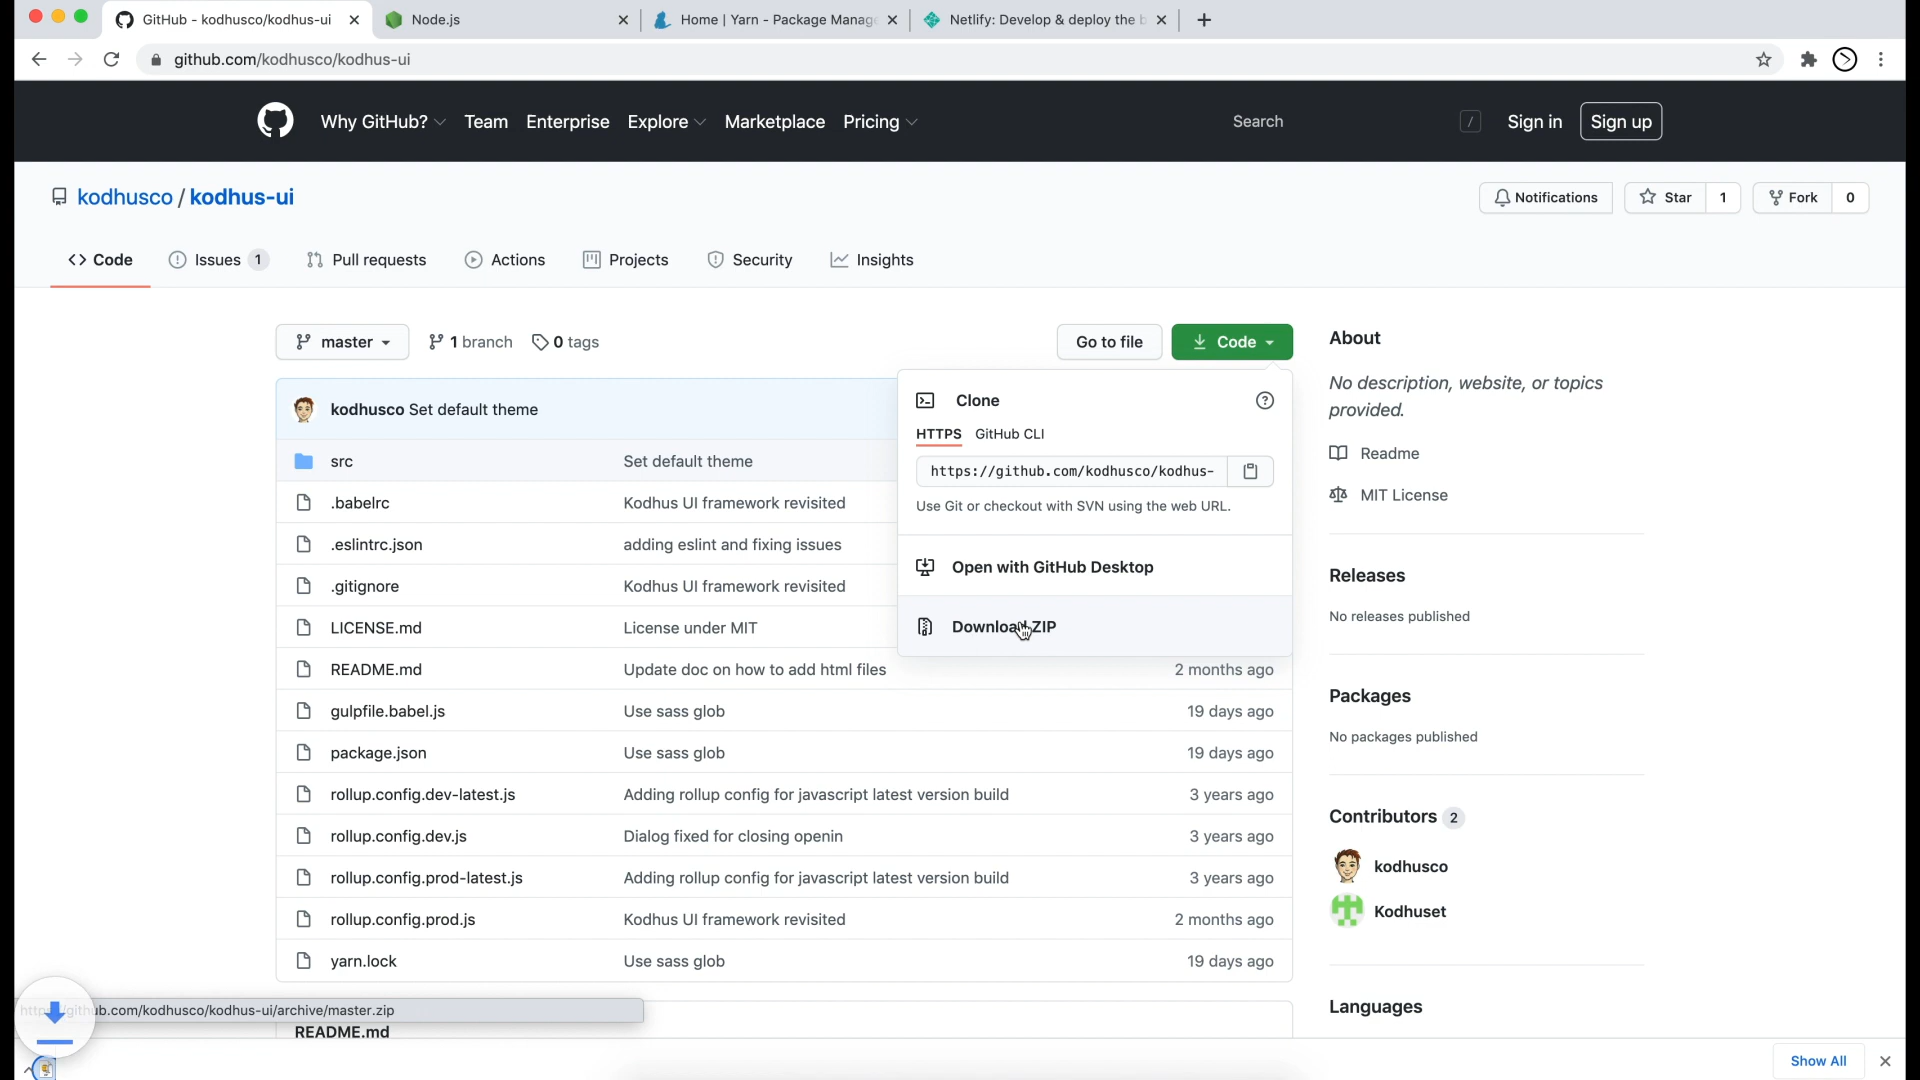 GitHub - kodhusco/kodhus-ui
Node.js
Home | Yarn - Package Manag
Netlify: Develop & deploy the b
github.com/kodhusco/kodhus-ui
Why GitHub?
Team
Enterprise
Explore
Marketplace
Pricing
Search
/
Sign in
Sign up
kodhusco / kodhus-ui
Notifications
Star 1
Fork 0
Code
Issues 1
Pull requests
Actions
Projects
Security
Insights
master
1 branch
0 tags
Go to file
Code
kodhusco Set default theme
src Set default theme
.babelrc Kodhus UI framework revisited
.eslintrc.json adding eslint and fixing issues
.gitignore Kodhus UI framework revisited
LICENSE.md License under MIT
README.md Update doc on how to add html files 2 months ago
gulpfile.babel.js Use sass glob 19 days ago
package.json Use sass glob 19 days ago
rollup.config.dev-latest.js Adding rollup config for javascript latest version build 3 years ago
rollup.config.dev.js Dialog fixed for closing openin 3 years ago
rollup.config.prod-latest.js Adding rollup config for javascript latest version build 3 years ago
rollup.config.prod.js Kodhus UI framework revisited 2 months ago
yarn.lock Use sass glob 19 days ago
Clone
HTTPS GitHub CLI
https://github.com/kodhusco/kodhus-
Use Git or checkout with SVN using the web URL.
Open with GitHub Desktop
Download ZIP
About
No description, website, or topics
provided.
Readme
MIT License
Releases
No releases published
Packages
No packages published
Contributors 2
kodhusco
Kodhuset
Languages
https://github.com/kodhusco/kodhus-ui/archive/master.zip
README.md
Show All